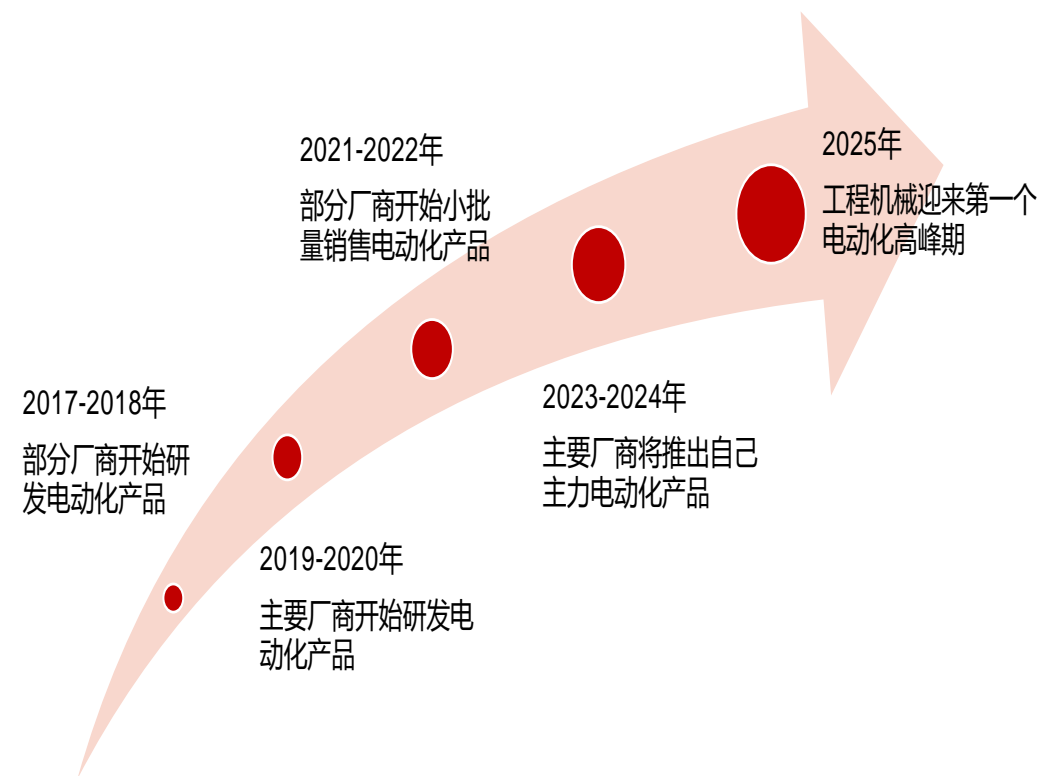 2017-2018年
部分厂商开始研
发电动化产品
2019-2020年
主要厂商开始研发电
动化产品
2021-2022年
部分厂商开始小批
量销售电动化产品
2023-2024年
主要厂商将推出自己
主力电动化产品
2025年
工程机械迎来第一个
电动化高峰期